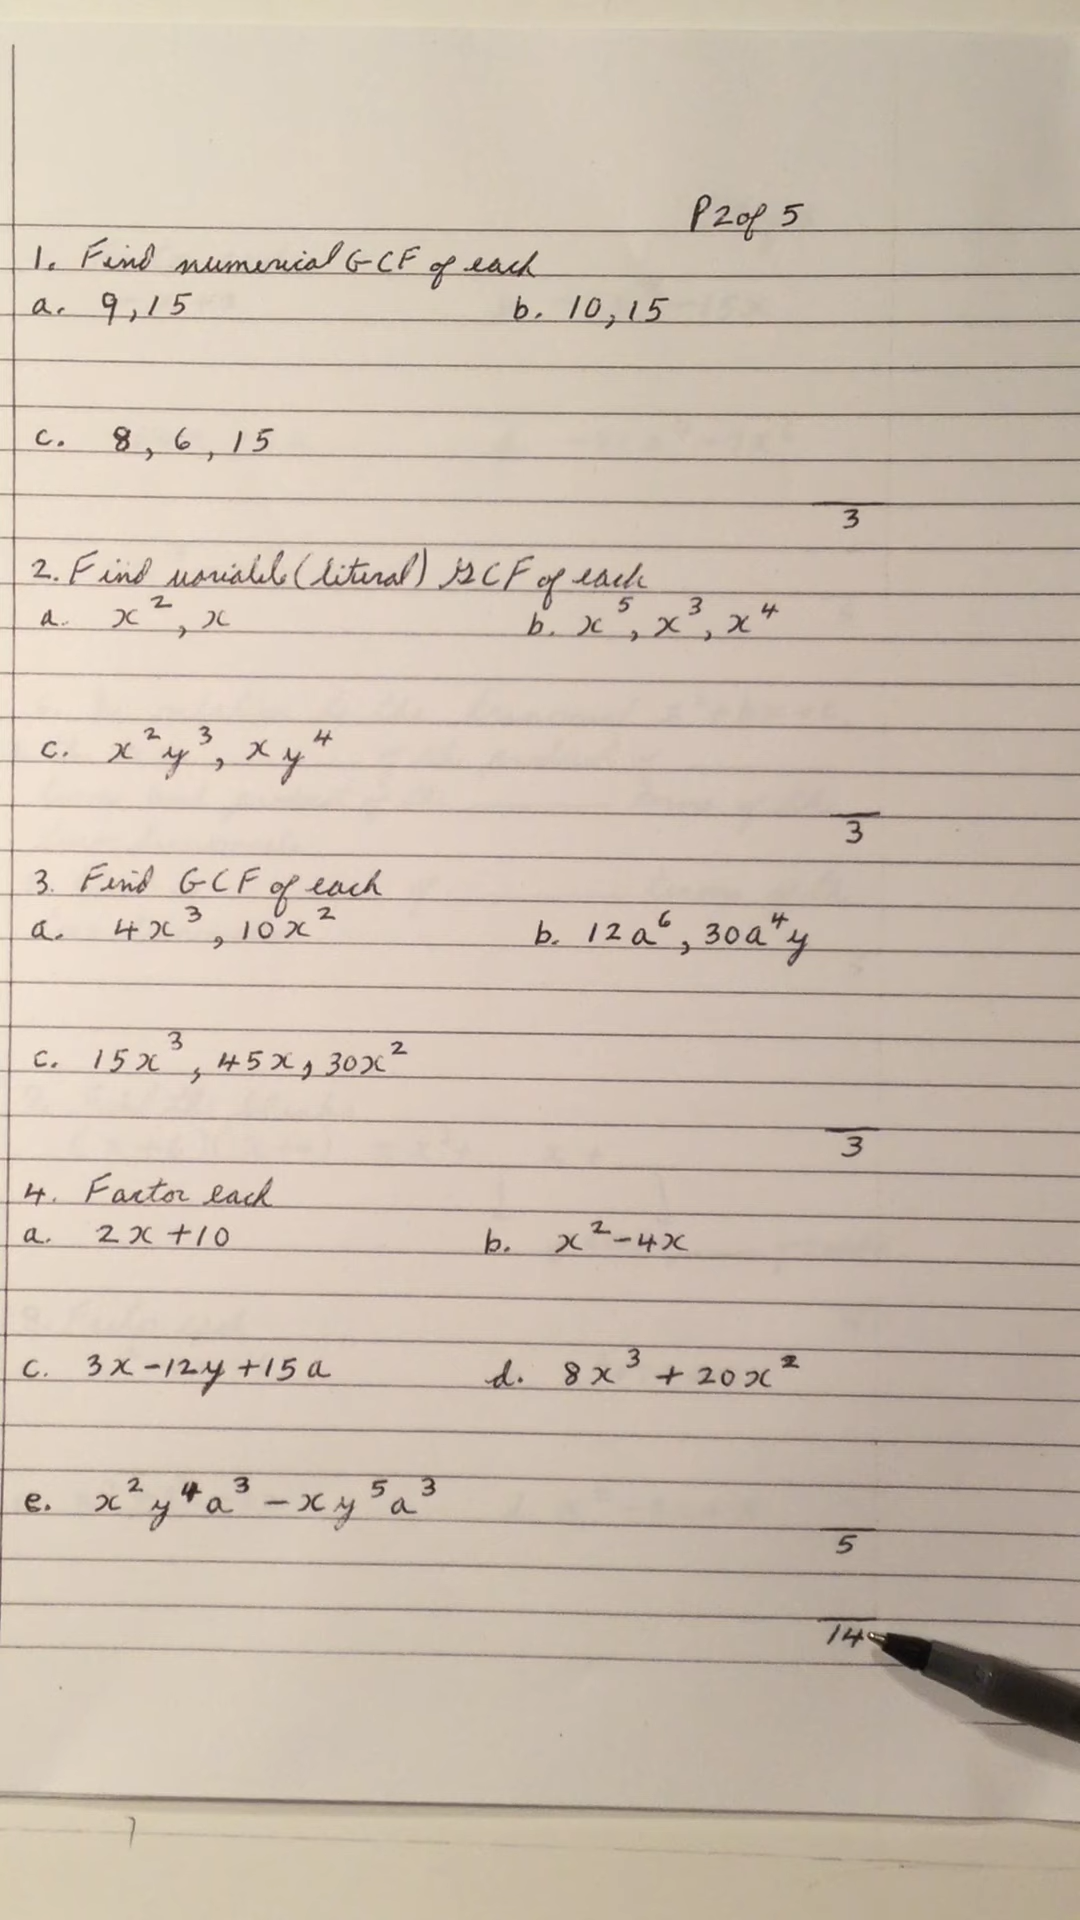 P2 of 5
1. Find numerical GCF of each
a. 9,15 b. 10,15
c. 8, 6, 15
3
2. Find variable (literal) GCF of each
a. x², x b. x⁵, x³, x⁴
c. x²y³, xy⁴
3
3. Find GCF of each
a. 4x³, 10x² b. 12a⁶, 30a⁴y
c. 15x³, 45x, 30x²
3
4. Factor each
a. 2x+10 b. x²-4x
c. 3x-12y+15a d. 8x³ + 20x²
e. x²y⁴a³ - xy⁵a³
5
14